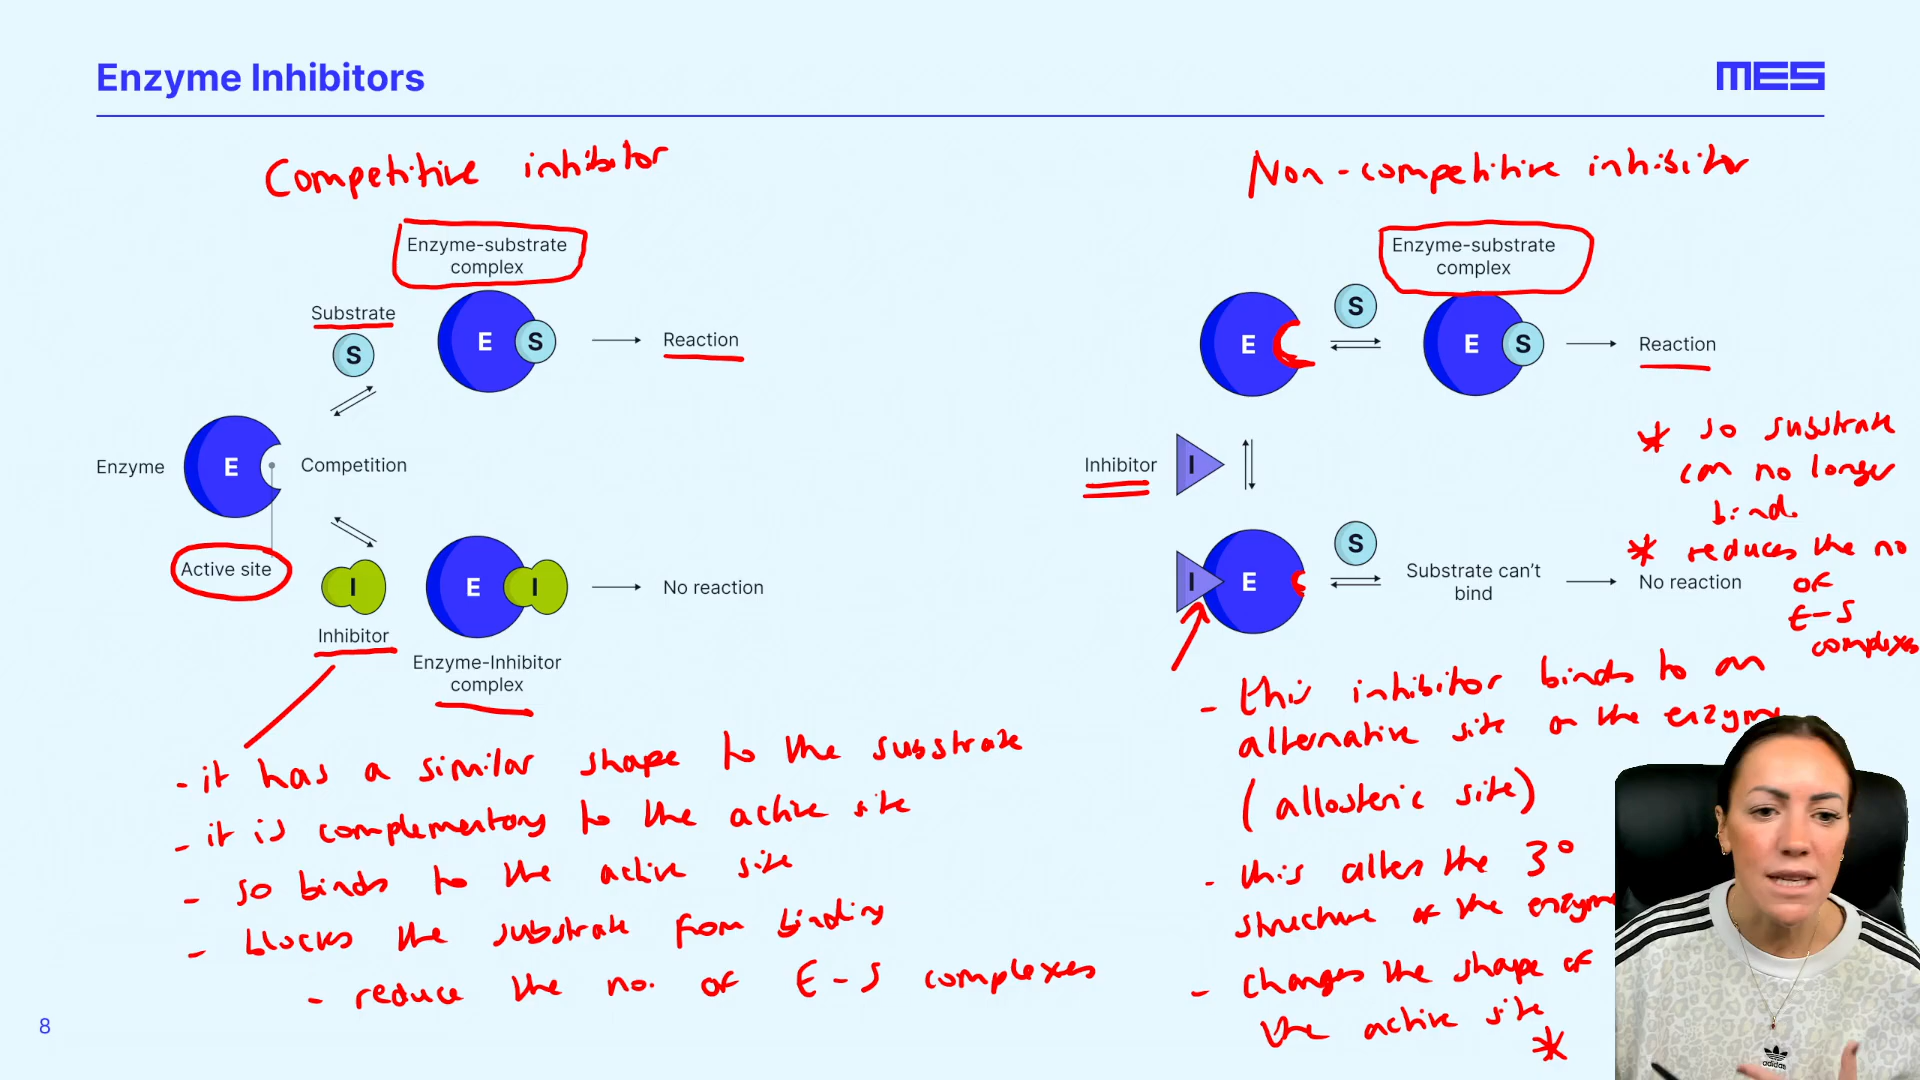 Enzyme Inhibitors
MES
Competitive inhibitor
Enzyme-substrate
complex
Substrate
S
E
S
Reaction
Enzyme
E
Competition
Active site
I
E
I
No reaction
Inhibitor
Enzyme-Inhibitor
complex
- it has a similar shape to the substrate
- it is complementary to the active site
- so binds to the active site
- blocks the substrate from binding
- reduce the no. of E-S complexes
Non-competitive inhibitor
Enzyme-substrate
complex
E
S
E
S
Reaction
Inhibitor
I
I
E
S
Substrate can't
bind
No reaction
* so substrate
can no longer
bind.
* reduces the no
of
E-S
complexes
- this inhibitor binds to an
alternative site on the enzyme
(allosteric site)
- this alters the 3°
structure of the enzyme
- changes the shape of
the active site
*
8
adidas